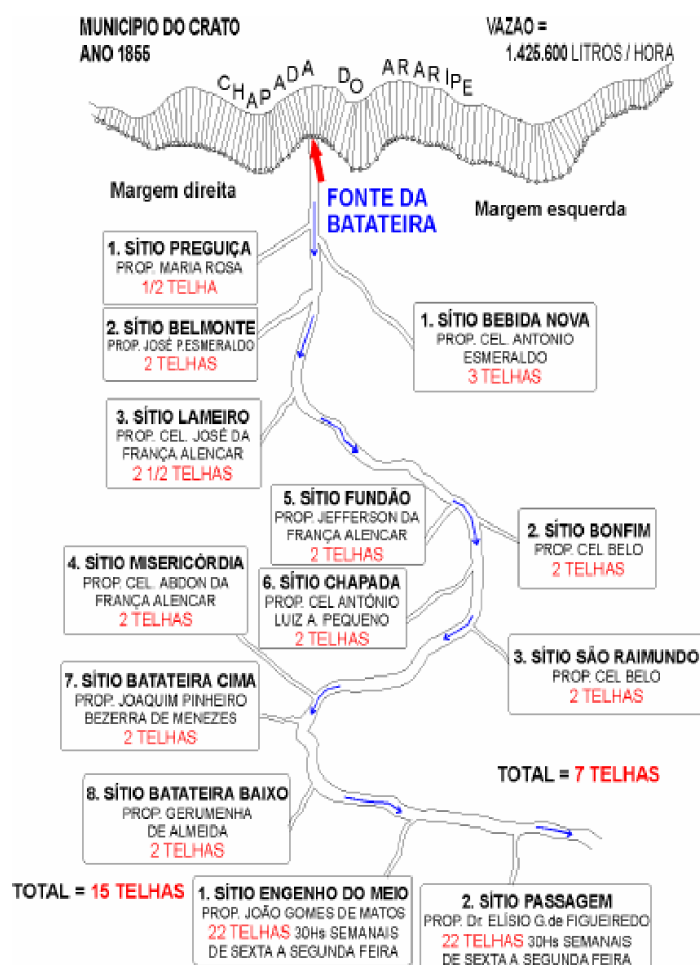 MUNICIPIO DO CRATO
ANO 1855
VAZAO =
1.425.600 LITROS / HORA
CHAPADA DO ARARIPE
Margem direita
FONTE DA
BATATEIRA
Margem esquerda
1. SÍTIO PREGUIÇA
PROP. MARIA ROSA
1/2 TELHA
2. SÍTIO BELMONTE
PROP. JOSÉ P.ESMERALDO
2 TELHAS
1. SÍTIO BEBIDA NOVA
PROP. CEL. ANTONIO
ESMERALDO
3 TELHAS
3. SÍTIO LAMEIRO
PROP. CEL. JOSÉ DA
FRANÇA ALENCAR
2 1/2 TELHAS
5. SÍTIO FUNDÃO
PROP. JEFFERSON DA
FRANÇA ALENCAR
2 TELHAS
2. SÍTIO BONFIM
PROP. CEL BELO
2 TELHAS
4. SÍTIO MISERICÓRDIA
PROP. CEL. ABDON DA
FRANÇA ALENCAR
2 TELHAS
6. SÍTIO CHAPADA
PROP. CEL ANTÓNIO
LUIZ A. PEQUENO
2 TELHAS
3. SÍTIO SÃO RAIMUNDO
PROP. CEL BELO
2 TELHAS
7. SÍTIO BATATEIRA CIMA
PROP. JOAQUIM PINHEIRO
BEZERRA DE MENEZES
2 TELHAS
TOTAL = 7 TELHAS
8. SÍTIO BATATEIRA BAIXO
PROP. GERUMENHA
DE ALMEIDA
2 TELHAS
TOTAL = 15 TELHAS
1. SÍTIO ENGENHO DO MEIO
PROP. JOÃO GOMES DE MATOS
22 TELHAS 30Hs SEMANAIS
DE SEXTA A SEGUNDA FEIRA
2. SÍTIO PASSAGEM
PROP. Dr. ELÍSIO G.de FIGUEIREDO
22 TELHAS 30Hs SEMANAIS
DE SEXTA A SEGUNDA FEIRA